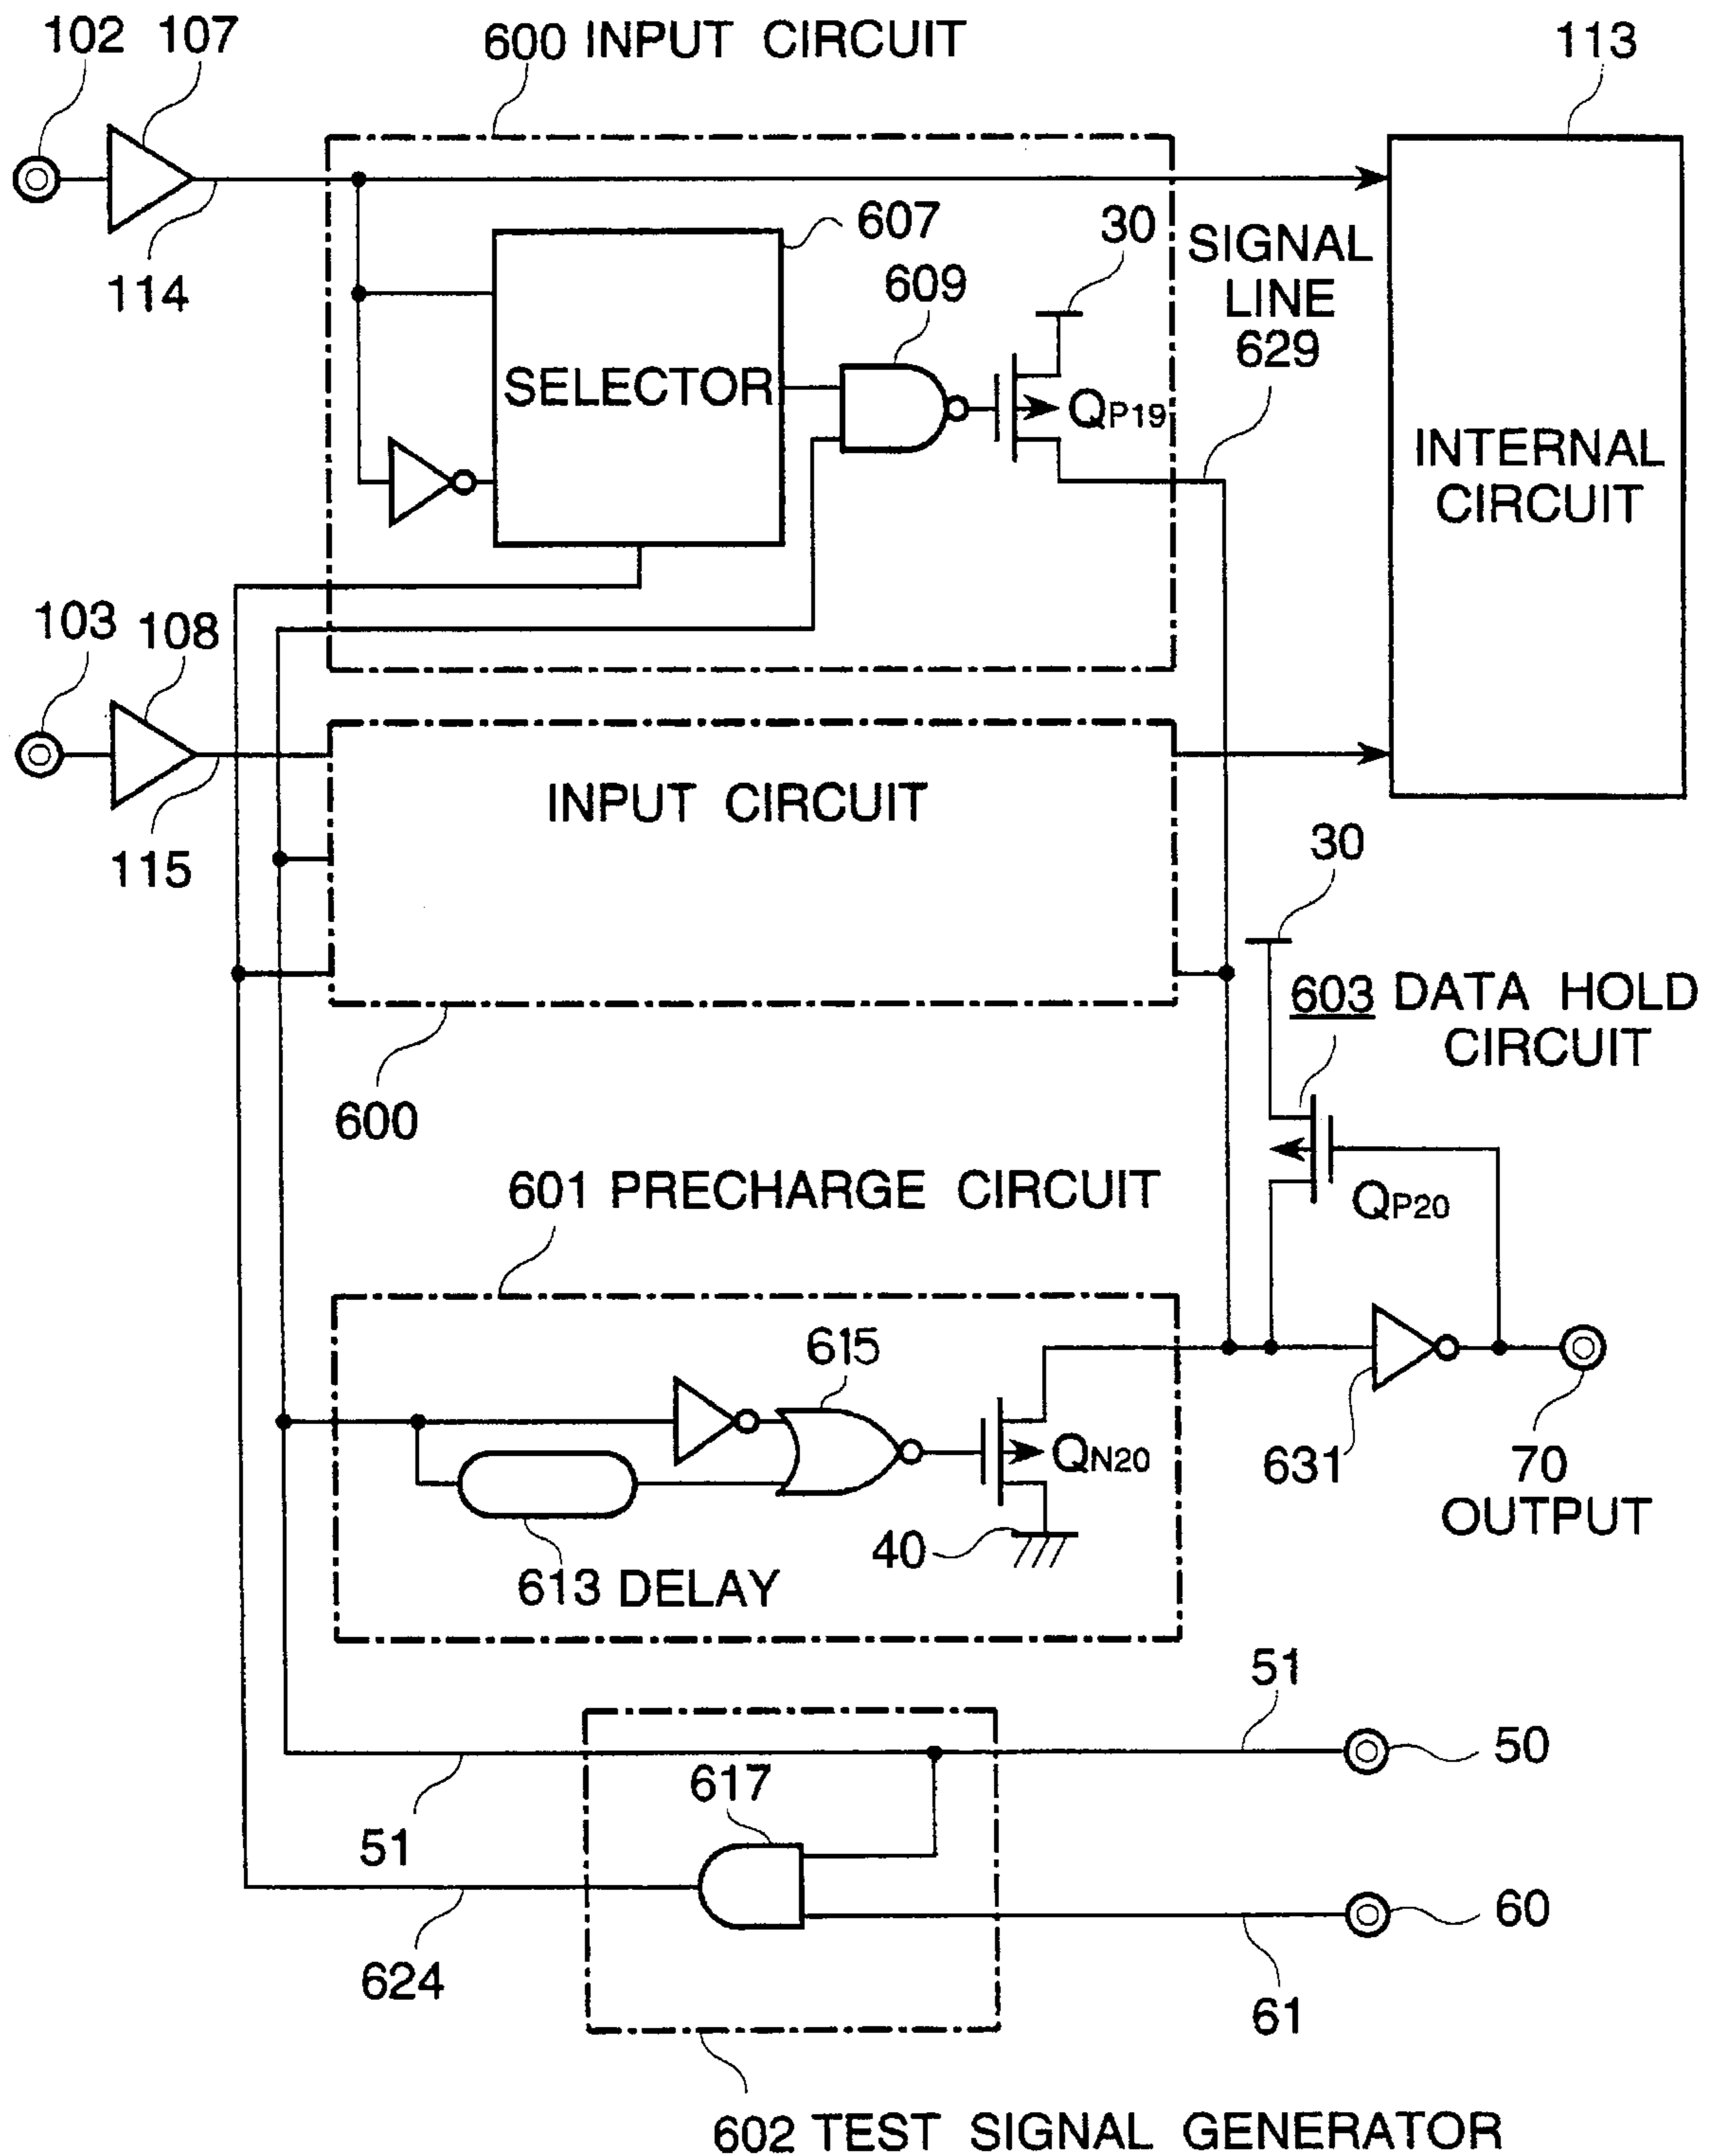 102 107
600 INPUT CIRCUIT
113
607
30
SIGNAL
LINE
629
609
114
SELECTOR
QP19
INTERNAL
CIRCUIT
103 108
INPUT CIRCUIT
115
30
603 DATA HOLD
CIRCUIT
600
601 PRECHARGE CIRCUIT
QP20
615
QN20
631
70
OUTPUT
40
613 DELAY
51
50
617
51
60
624
61
602 TEST SIGNAL GENERATOR